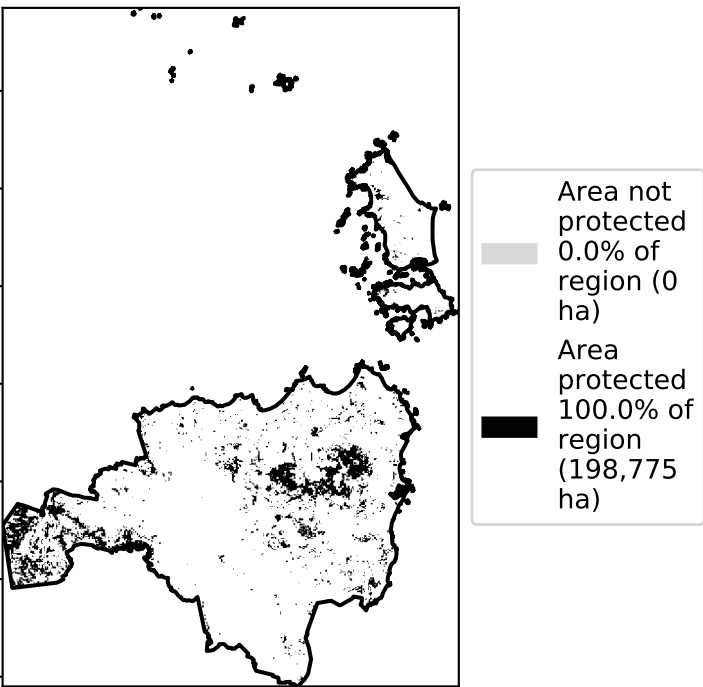 Area not
protected
0.0% of
region (0
ha)
Area
protected
100.0% of
region
(198,775
ha)